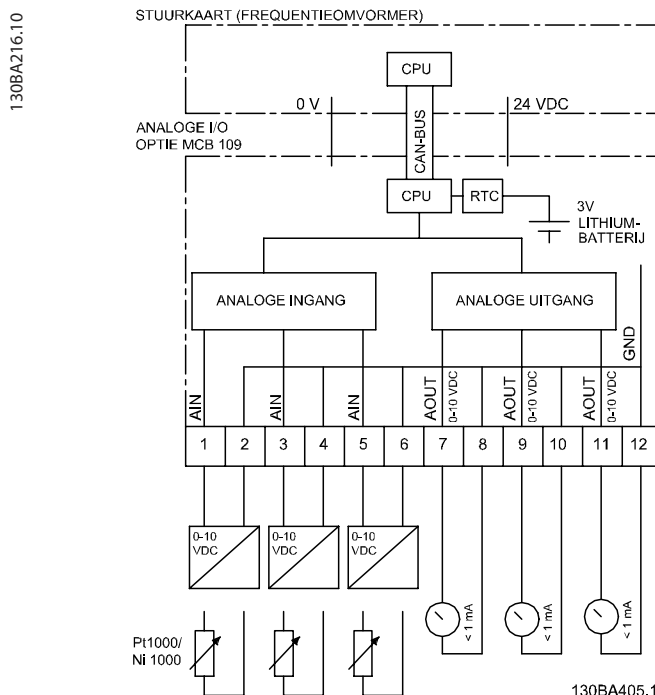 130BA216.10
STUURKAART (FREQUENTIEOMVORMER)
CPU
0 V
24 VDC
CAN-BUS
ANALOGE I/O
OPTIE MCB 109
CPU
RTC
3V
LITHIUM-
BATTERIJ
ANALOGE INGANG
ANALOGE UITGANG
GND
AIN
AIN
AIN
AOUT
0-10 VDC
AOUT
0-10 VDC
AOUT
0-10 VDC
1 2 3 4 5 6 7 8 9 10 11 12
0-10
VDC
0-10
VDC
0-10
VDC
< 1 mA
< 1 mA
< 1 mA
Pt1000/
Ni 1000
130BA405.1